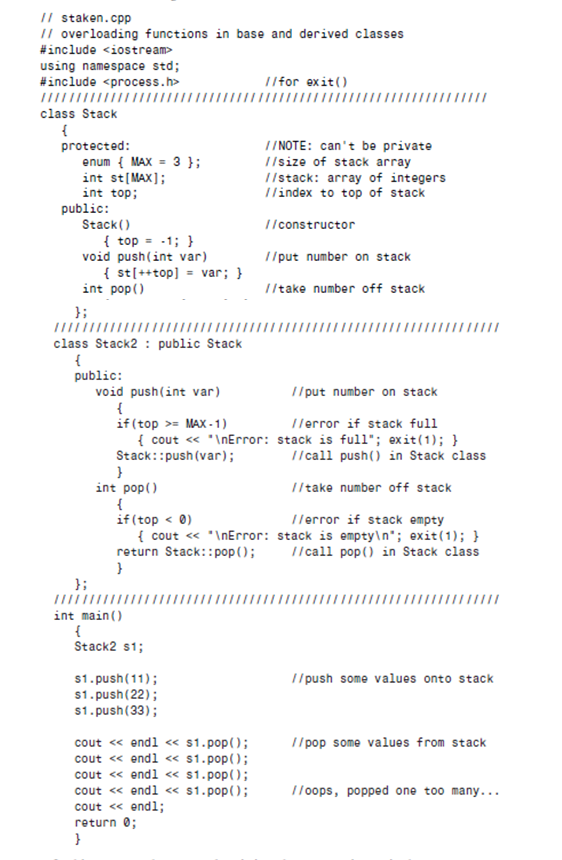 // staken.cpp
// overloading functions in base and derived classes
#include <iostream>
using namespace std;
#include <process.h>            //for exit()
////////////////////////////////////////////////////////////////
class Stack
   {
   protected:                   //NOTE: can't be private
      enum { MAX = 3 };         //size of stack array
      int st[MAX];              //stack: array of integers
      int top;                  //index to top of stack
   public:
      Stack()                   //constructor
         { top = -1; }
      void push(int var)        //put number on stack
         { st[++top] = var; }
      int pop()                 //take number off stack
   };
////////////////////////////////////////////////////////////////
class Stack2 : public Stack
   {
   public:
      void push(int var)        //put number on stack
         {
         if(top >= MAX-1)       //error if stack full
            { cout << "\nError: stack is full"; exit(1); }
         Stack::push(var);      //call push() in Stack class
         }
      int pop()                 //take number off stack
         {
         if(top < 0)            //error if stack empty
            { cout << "\nError: stack is empty\n"; exit(1); }
         return Stack::pop();   //call pop() in Stack class
         }
   };
////////////////////////////////////////////////////////////////
int main()
   {
   Stack2 s1;
   s1.push(11);                 //push some values onto stack
   s1.push(22);
   s1.push(33);
   cout << endl << s1.pop();    //pop some values from stack
   cout << endl << s1.pop();
   cout << endl << s1.pop();
   cout << endl << s1.pop();    //oops, popped one too many...
   cout << endl;
   return 0;
   }